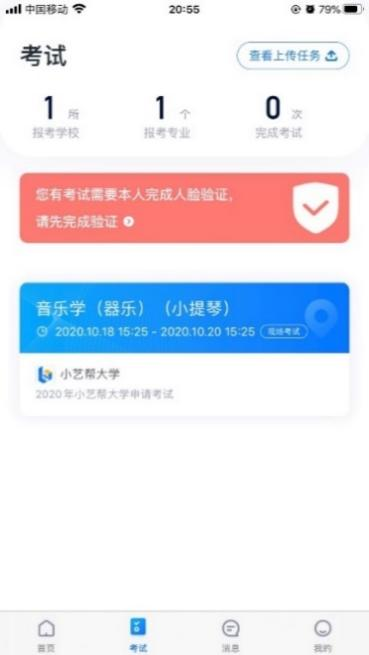 中国移动
20:55
79%
考试
查看上传任务
1 所
1 个
0 次
报考学校
报考专业
完成考试
您有考试需要本人完成人脸验证，
请先完成验证
音乐学（器乐）（小提琴）
2020.10.18 15:25 - 2020.10.20 15:25
现场考试
小艺帮大学
2020年小艺帮大学申请考试
首页
考试
消息
我的